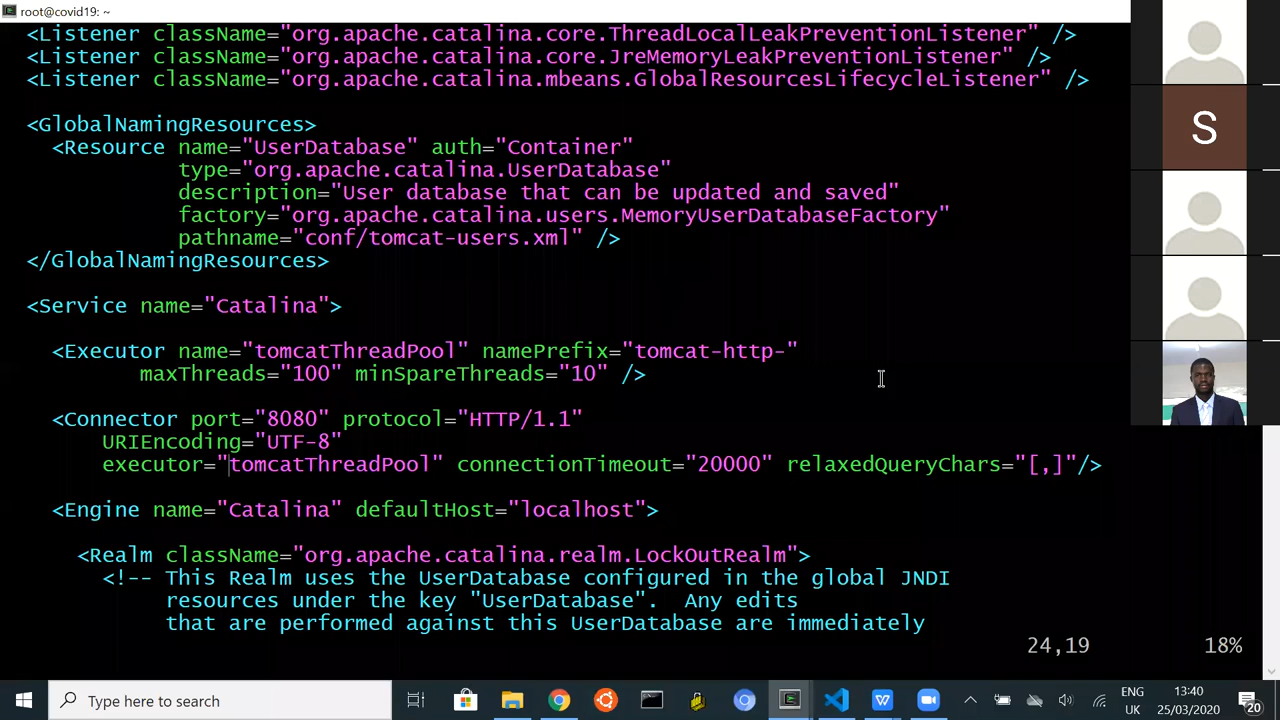 root@covid19: ~
<Listener className="org.apache.catalina.core.ThreadLocalLeakPreventionListener" />
<Listener className="org.apache.catalina.core.JreMemoryLeakPreventionListener" />
<Listener className="org.apache.catalina.mbeans.GlobalResourcesLifecycleListener" />
<GlobalNamingResources>
<Resource name="UserDatabase" auth="Container"
type="org.apache.catalina.UserDatabase"
description="User database that can be updated and saved"
factory="org.apache.catalina.users.MemoryUserDatabaseFactory"
pathname="conf/tomcat-users.xml" />
</GlobalNamingResources>
<Service name="Catalina">
<Executor name="tomcatThreadPool" namePrefix="tomcat-http-"
maxThreads="100" minSpareThreads="10" />
<Connector port="8080" protocol="HTTP/1.1"
URIEncoding="UTF-8"
executor="tomcatThreadPool" connectionTimeout="20000" relaxedQueryChars="[,]"/>
<Engine name="Catalina" defaultHost="localhost">
<Realm className="org.apache.catalina.realm.LockOutRealm">
<!-- This Realm uses the UserDatabase configured in the global JNDI
resources under the key "UserDatabase".  Any edits
that are performed against this UserDatabase are immediately
24,19 18%
S
Type here to search
ENG
UK
13:40
25/03/2020
20